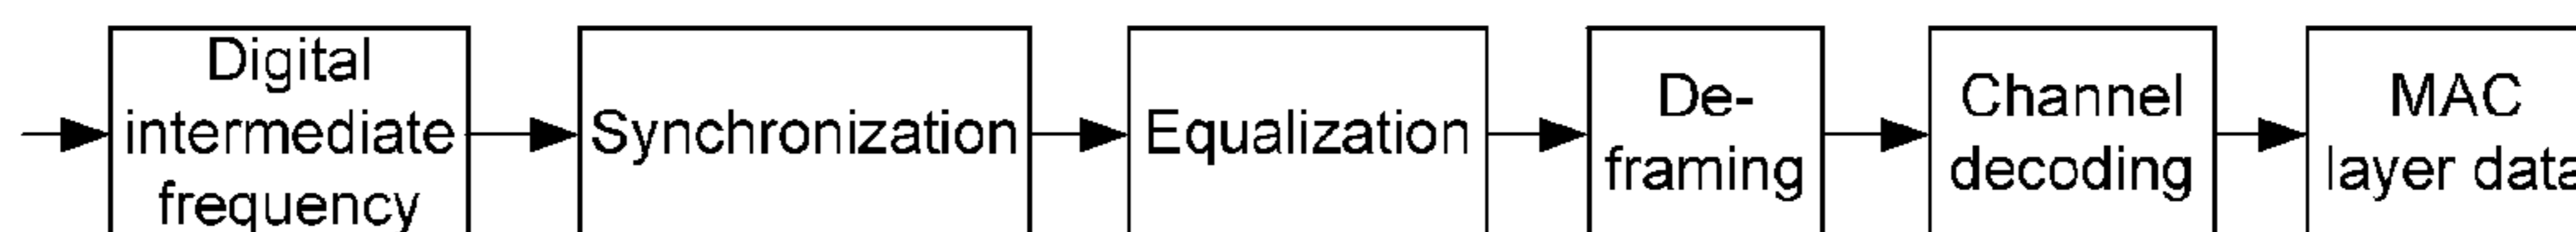 Digital
intermediate
frequency
Synchronization
Equalization
De-
framing
Channel
decoding
MAC
layer data